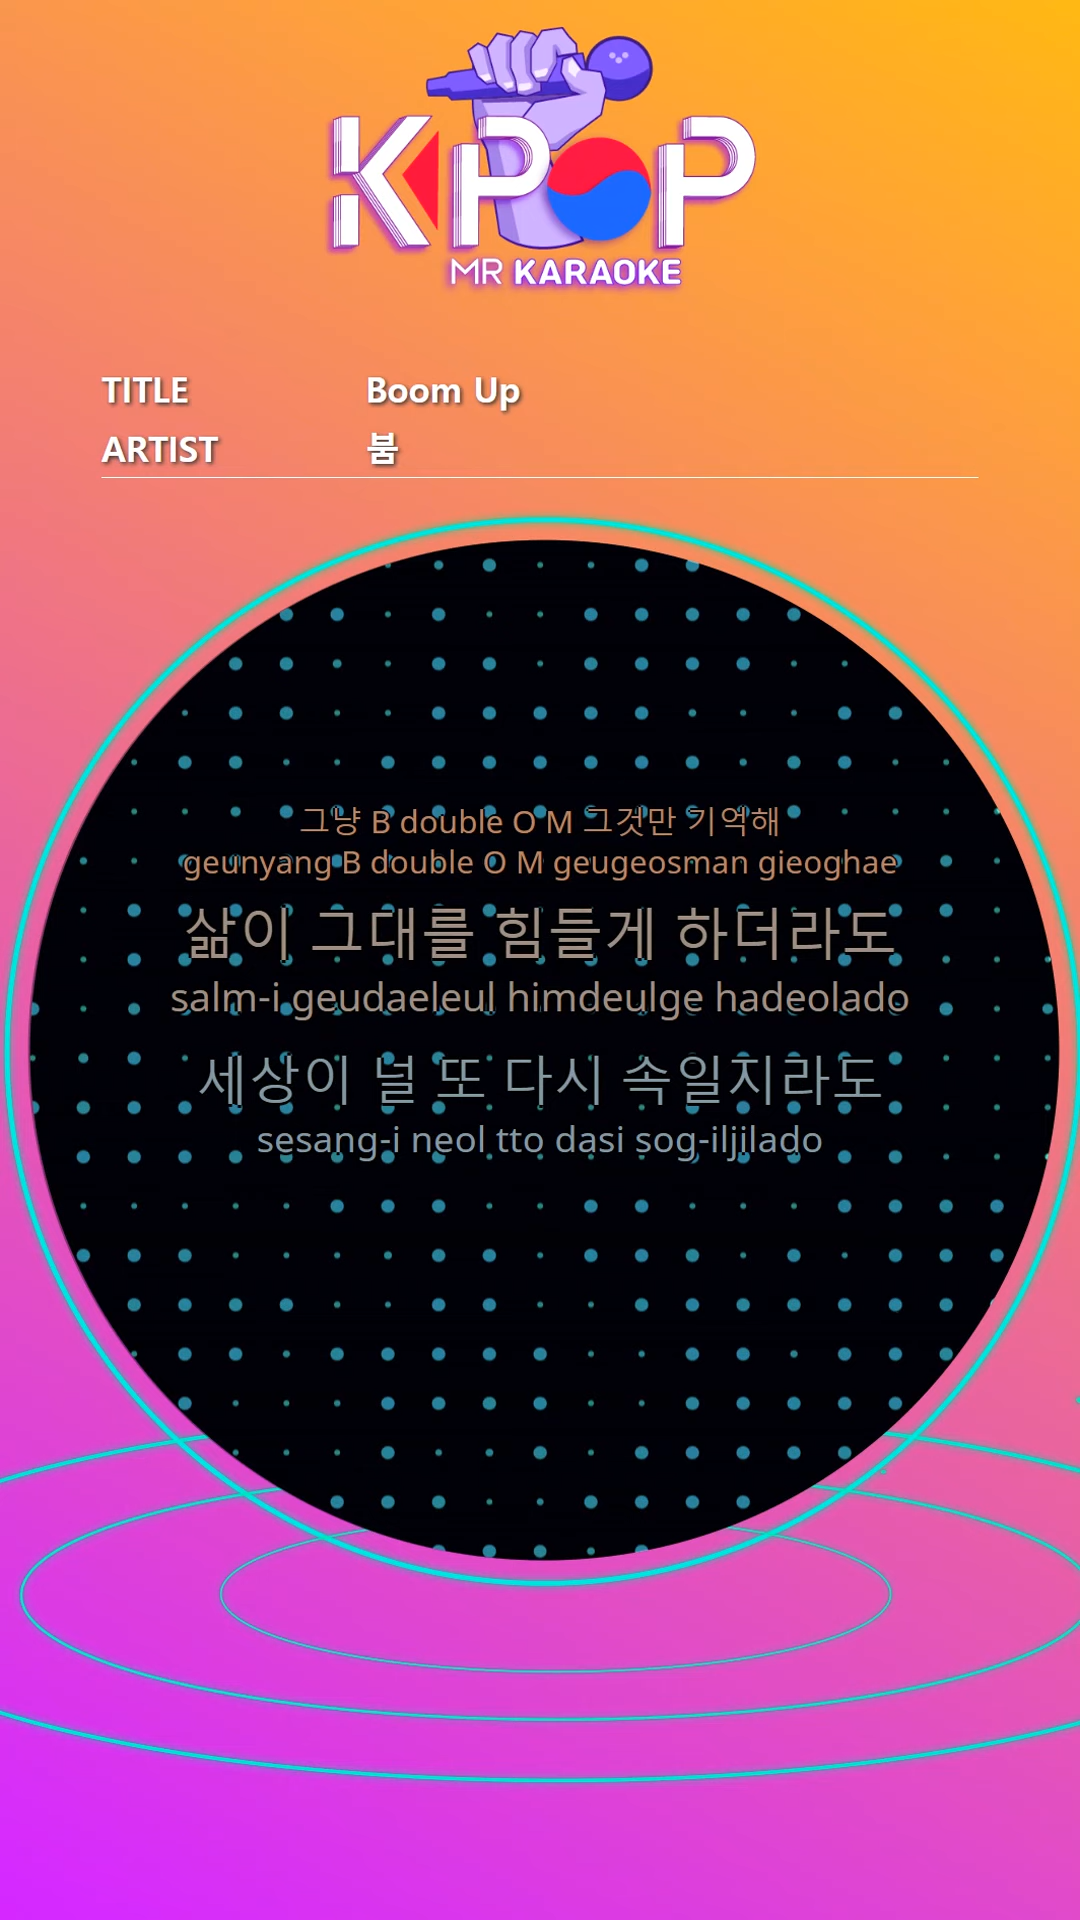 KPOP
MR KARAOKE
TITLE Boom Up
ARTIST 붐
그냥 B double O M 그것만 기억해
geunyang B double O M geugeosman gieoghae
삶이 그대를 힘들게 하더라도
salm-i geudaeleul himdeulge hadeolado
세상이 널 또 다시 속일지라도
sesang-i neol tto dasi sog-iljilado